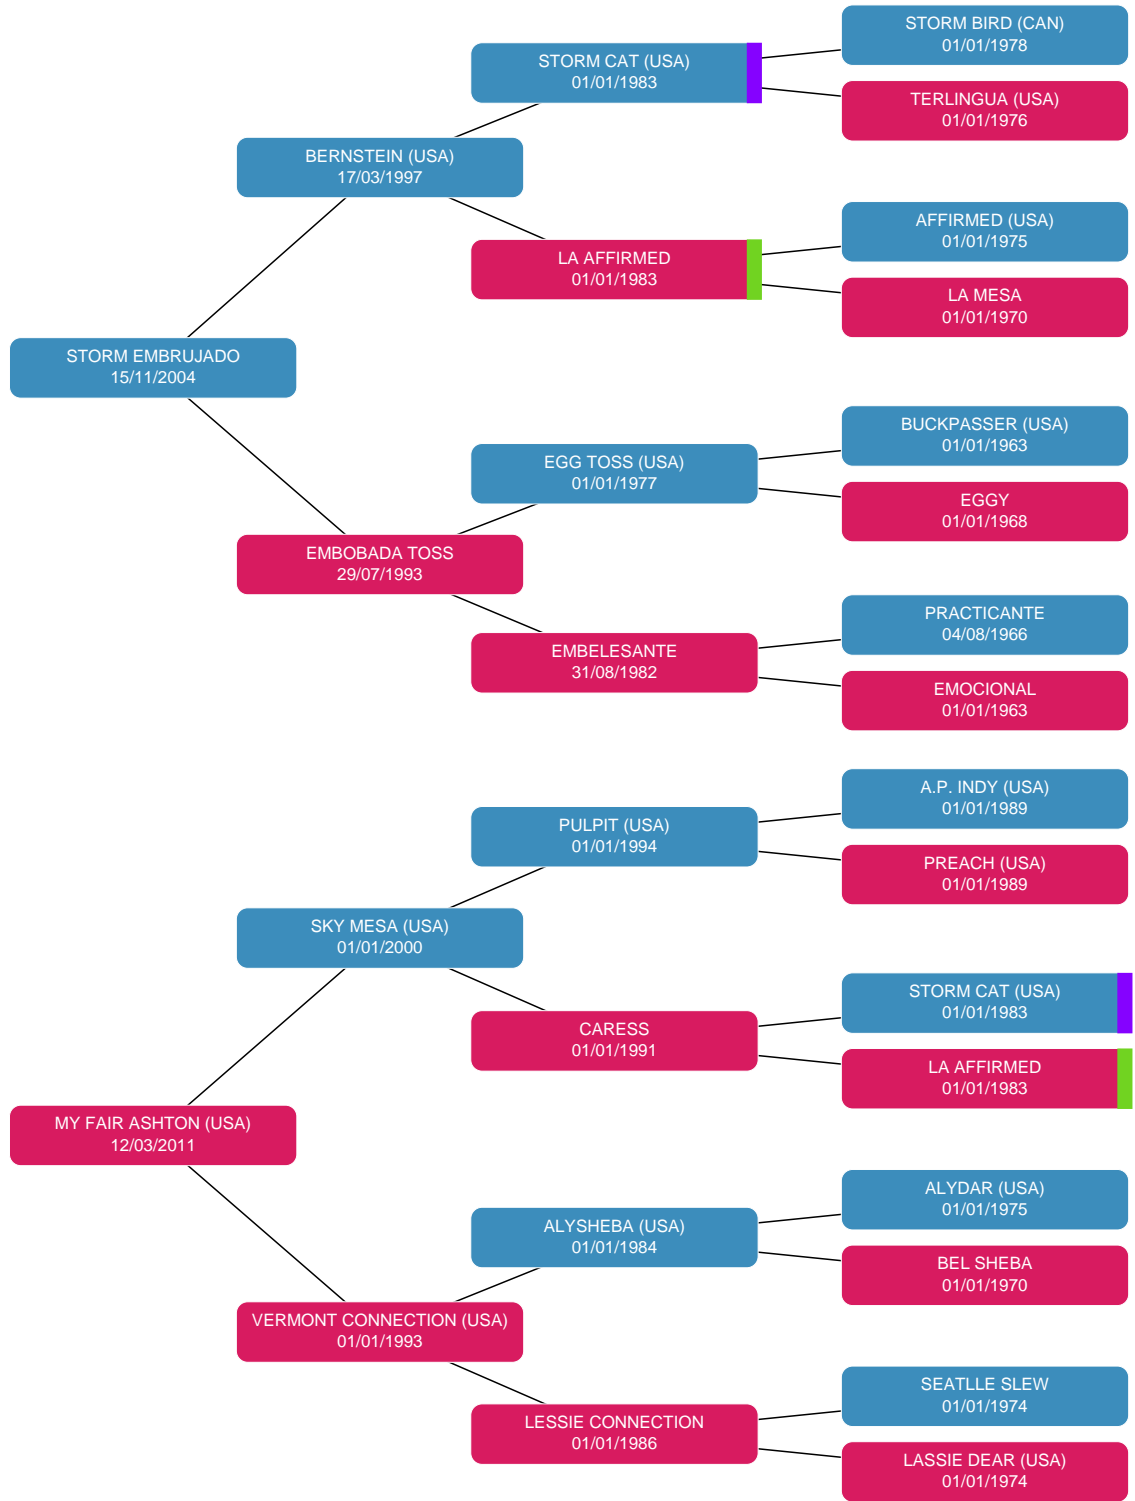 STORM BIRD (CAN)
01/01/1978
STORM CAT (USA)
01/01/1983
TERLINGUA (USA)
01/01/1976
BERNSTEIN (USA)
17/03/1997
AFFIRMED (USA)
01/01/1975
LA AFFIRMED
01/01/1983
LA MESA
01/01/1970
STORM EMBRUJADO
15/11/2004
BUCKPASSER (USA)
01/01/1963
EGG TOSS (USA)
01/01/1977
EGGY
01/01/1968
EMBOBADA TOSS
29/07/1993
PRACTICANTE
04/08/1966
EMBELESANTE
31/08/1982
EMOCIONAL
01/01/1963
A.P. INDY (USA)
01/01/1989
PULPIT (USA)
01/01/1994
PREACH (USA)
01/01/1989
SKY MESA (USA)
01/01/2000
STORM CAT (USA)
01/01/1983
CARESS
01/01/1991
LA AFFIRMED
01/01/1983
MY FAIR ASHTON (USA)
12/03/2011
ALYDAR (USA)
01/01/1975
ALYSHEBA (USA)
01/01/1984
BEL SHEBA
01/01/1970
VERMONT CONNECTION (USA)
01/01/1993
SEATLLE SLEW
01/01/1974
LESSIE CONNECTION
01/01/1986
LASSIE DEAR (USA)
01/01/1974